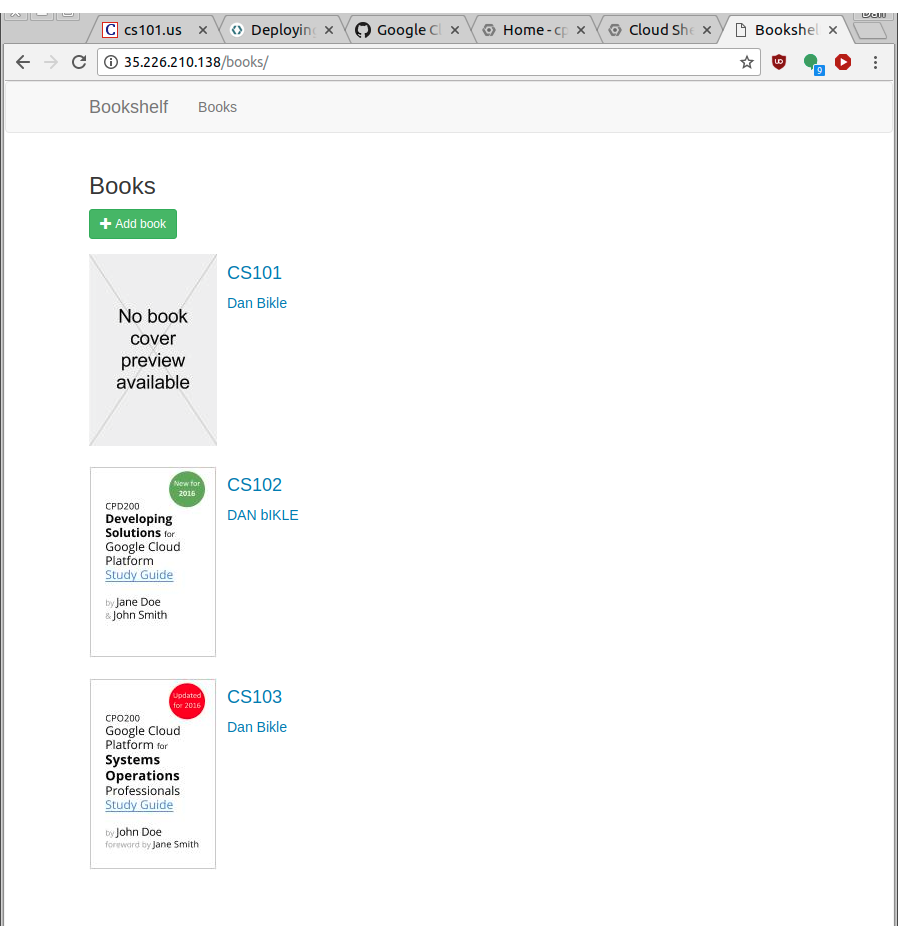 Dan
cs101.us
Deployin
Google Cl
Home - cp
Cloud She
Bookshel
35.226.210.138/books/
9
Bookshelf
Books
Books
Add book
No book
cover
preview
available
CS101
Dan Bikle
New for
2016
CPD200
Developing
Solutions for
Google Cloud
Platform
Study Guide
by Jane Doe
& John Smith
CS102
DAN bIKLE
Updated
for 2016
CPO200
Google Cloud
Platform for
Systems
Operations
Professionals
Study Guide
by John Doe
foreword by Jane Smith
CS103
Dan Bikle